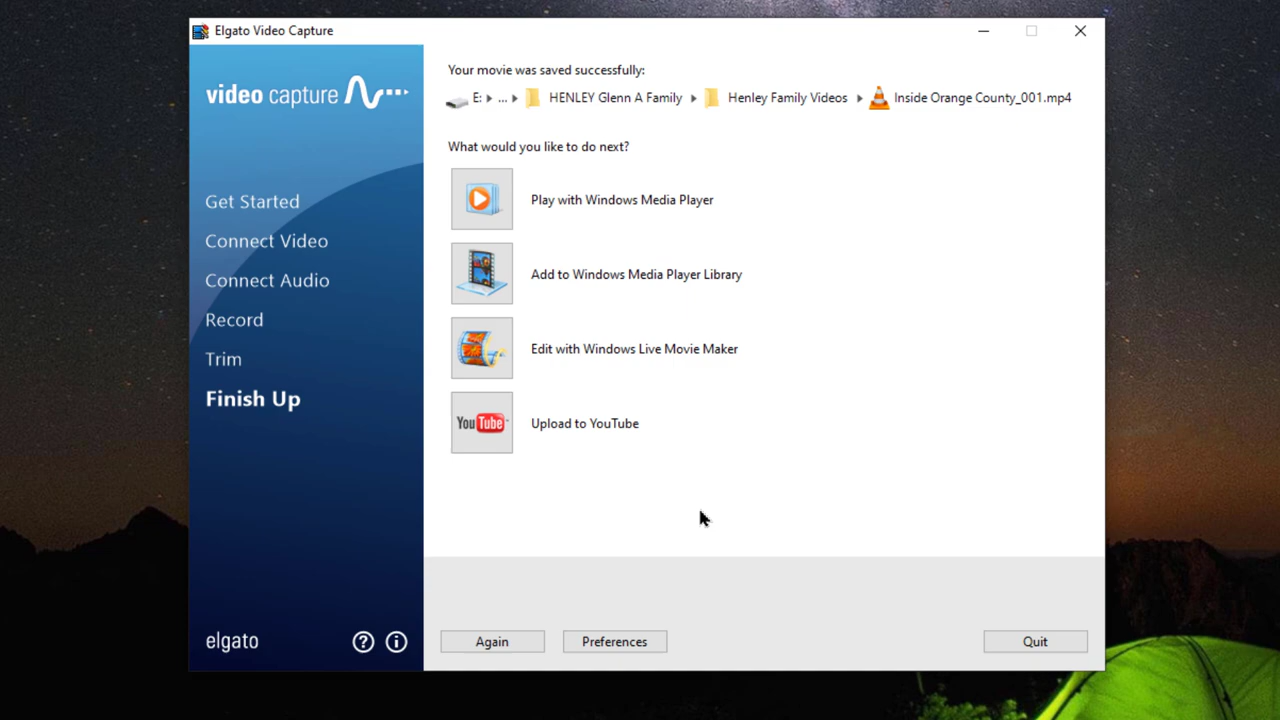 Elgato Video Capture
video capture
Get Started
Connect Video
Connect Audio
Record
Trim
Finish Up
elgato
?
i
Your movie was saved successfully:
E: ... HENLEY Glenn A Family Henley Family Videos Inside Orange County_001.mp4
What would you like to do next?
Play with Windows Media Player
Add to Windows Media Player Library
Edit with Windows Live Movie Maker
YouTube
Upload to YouTube
Again
Preferences
Quit